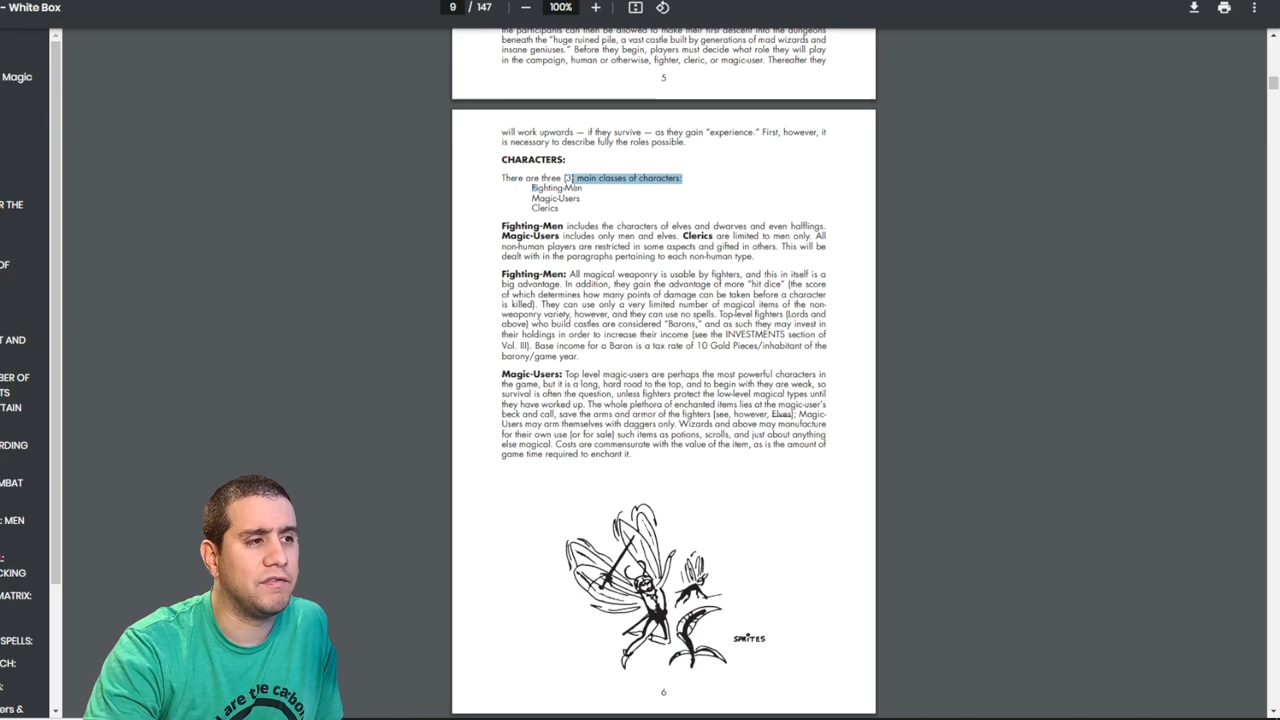 - White Box
9 / 147
100%
Magic
R THE
OF
T AND
BER OF
TS
TAIN
RDING
MBAT
: MEN
CKING
MATRIX:
SPELLS:
CH:
ers &
the participants can then be allowed to make their first descent into the dungeons
beneath the "huge ruined pile, a vast castle built by generations of mad wizards and
insane geniuses." Before they begin, players must decide what role they will play
in the campaign, human or otherwise, fighter, cleric, or magic-user. Thereafter they
5
will work upwards — if they survive — as they gain "experience." First, however, it
is necessary to describe fully the roles possible.
CHARACTERS:
There are three (3) main classes of characters:
Fighting-Men
Magic-Users
Clerics
Fighting-Men includes the characters of elves and dwarves and even halflings.
Magic-Users includes only men and elves. Clerics are limited to men only. All
non-human players are restricted in some aspects and gifted in others. This will be
dealt with in the paragraphs pertaining to each non-human type.
Fighting-Men: All magical weaponry is usable by fighters, and this in itself is a
big advantage. In addition, they gain the advantage of more "hit dice" (the score
of which determines how many points of damage can be taken before a character
is killed). They can use only a very limited number of magical items of the non-
weaponry variety, however, and they can use no spells. Top-level fighters (Lords and
above) who build castles are considered "Barons," and as such they may invest in
their holdings in order to increase their income (see the INVESTMENTS section of
Vol. III). Base income for a Baron is a tax rate of 10 Gold Pieces/inhabitant of the
barony/game year.
Magic-Users: Top level magic-users are perhaps the most powerful characters in
the game, but it is a long, hard road to the top, and to begin with they are weak, so
survival is often the question, unless fighters protect the low-level magical types until
they have worked up. The whole plethora of enchanted items lies at the magic-user's
beck and call, save the arms and armor of the fighters (see, however, Elves); Magic-
Users may arm themselves with daggers only. Wizards and above may manufacture
for their own use (or for sale) such items as potions, scrolls, and just about anything
else magical. Costs are commensurate with the value of the item, as is the amount of
game time required to enchant it.
SPRITES
6
are the carbon